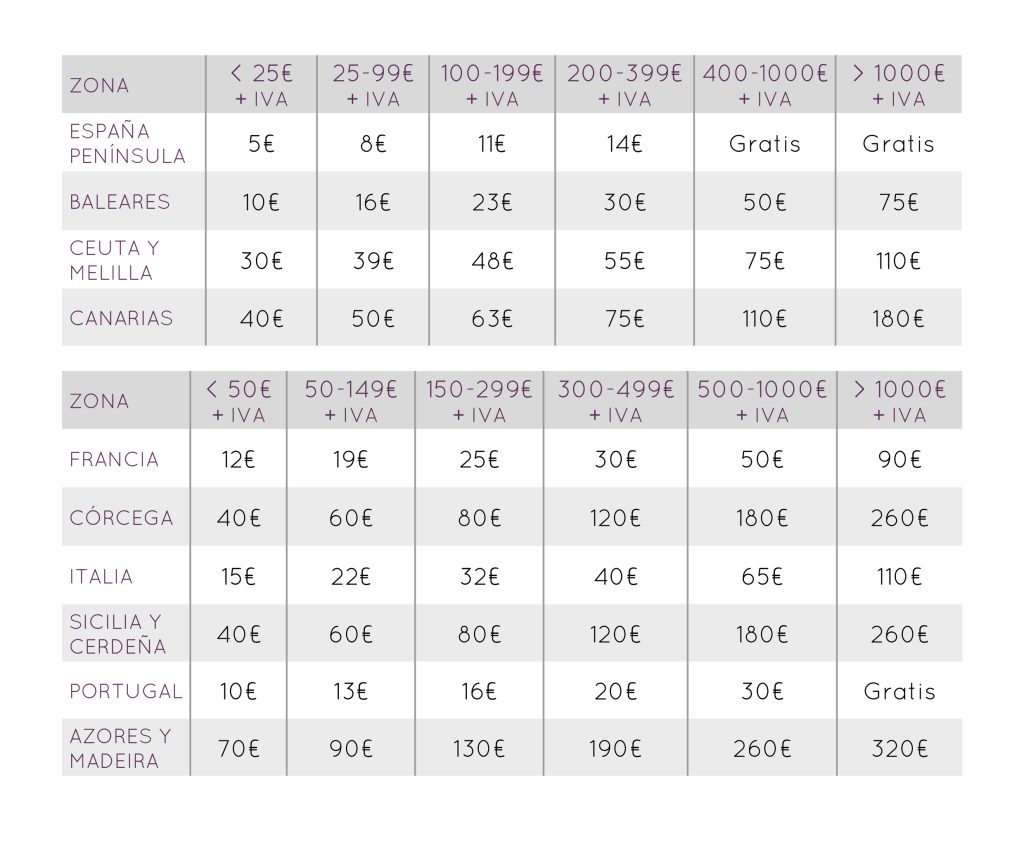 ZONA < 25€ 25-99€ 100-199€ 200-399€ 400-1000€ > 1000€
+ IVA + IVA + IVA + IVA + IVA + IVA
ESPAÑA
PENÍNSULA 5€ 8€ 11€ 14€ Gratis Gratis
BALEARES 10€ 16€ 23€ 30€ 50€ 75€
CEUTA Y
MELILLA 30€ 39€ 48€ 55€ 75€ 110€
CANARIAS 40€ 50€ 63€ 75€ 110€ 180€
ZONA < 50€ 50-149€ 150-299€ 300-499€ 500-1000€ > 1000€
+ IVA + IVA + IVA + IVA + IVA + IVA
FRANCIA 12€ 19€ 25€ 30€ 50€ 90€
CÓRCEGA 40€ 60€ 80€ 120€ 180€ 260€
ITALIA 15€ 22€ 32€ 40€ 65€ 110€
SICILIA Y
CERDEÑA 40€ 60€ 80€ 120€ 180€ 260€
PORTUGAL 10€ 13€ 16€ 20€ 30€ Gratis
AZORES Y
MADEIRA 70€ 90€ 130€ 190€ 260€ 320€